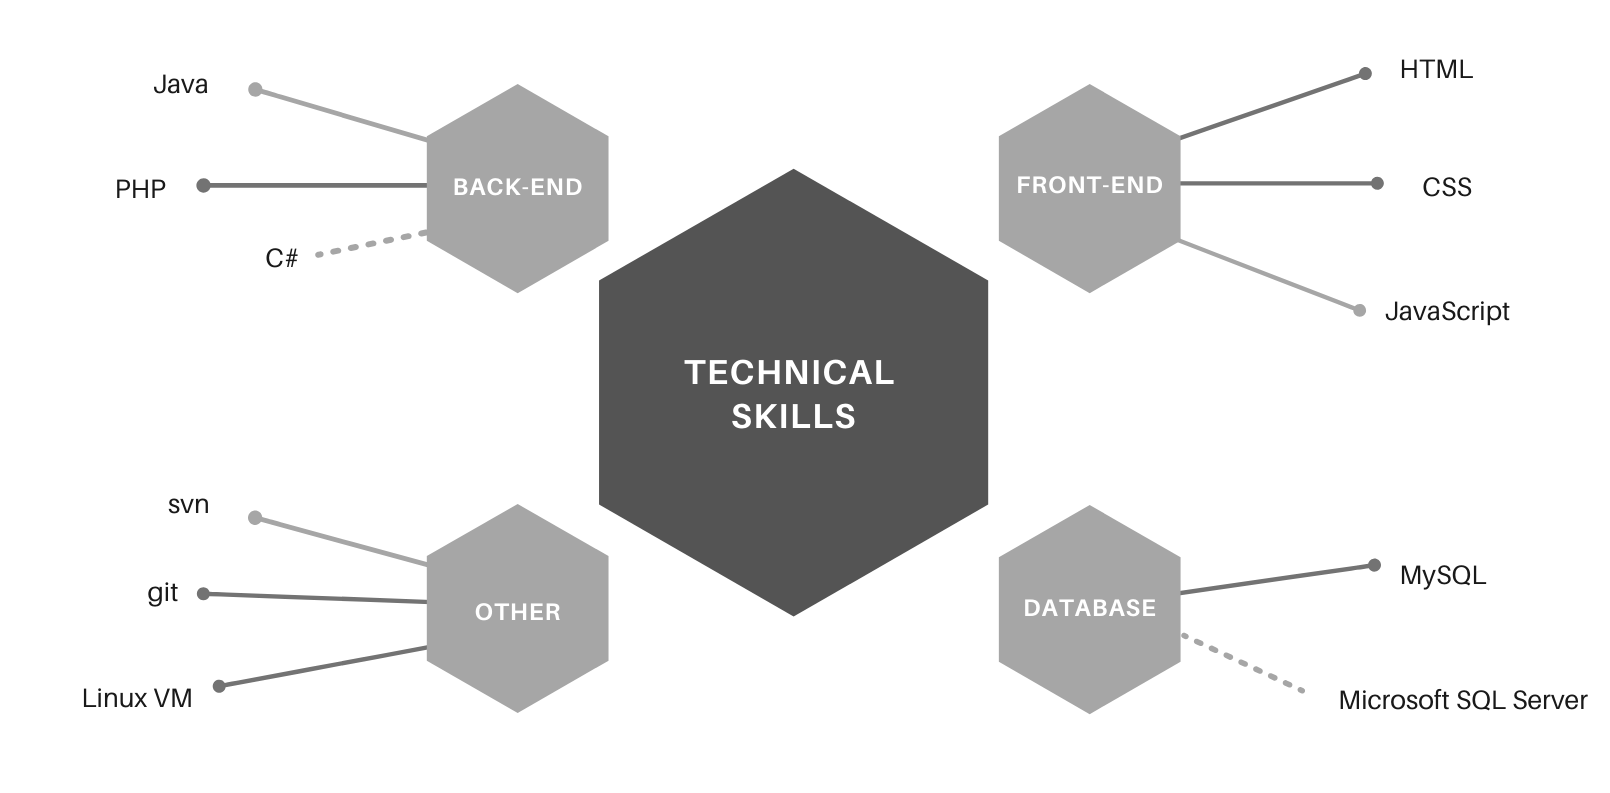 Java
PHP
C#
BACK-END
FRONT-END
HTML
CSS
JavaScript
TECHNICAL
SKILLS
svn
git
Linux VM
OTHER
DATABASE
MySQL
Microsoft SQL Server